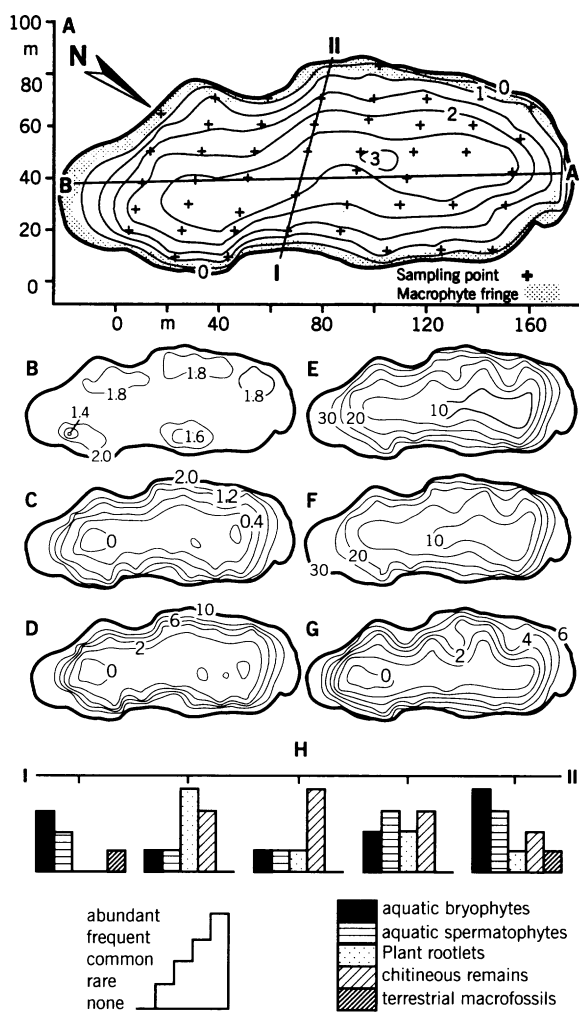 100
A
m
N
II
80
0
1
60
2
3
40
B
A
20
0
I
0
Sampling point +
Macrophyte fringe
0 m 40 80 120 160
B
1.8
1.8
1.8
1.4
1.6
2.0
E
30
20
10
C
2.0
1.2
0.4
0
F
10
20
30
D
10
6
2
0
G
4
6
2
0
H
I
II
abundant
frequent
common
rare
none
aquatic bryophytes
aquatic spermatophytes
Plant rootlets
chitineous remains
terrestrial macrofossils